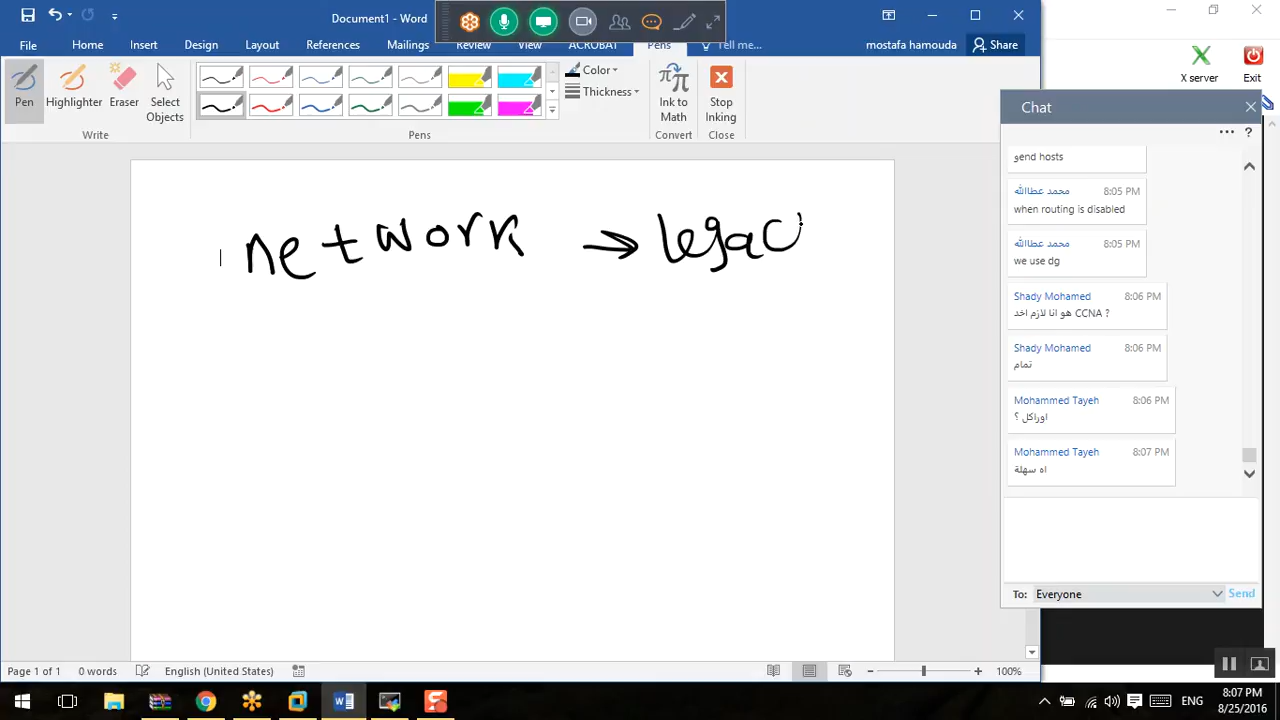 Document1 - Word
File
Home
Insert
Design
Layout
References
Mailings
Review
View
ACROBAT
Pens
Tell me...
mostafa hamouda
Share
X server
Exit
Pen
Highlighter
Eraser
Select
Objects
Color
Thickness
Ink to
Math
Stop
Inking
Write
Pens
Convert
Close
network → legac
Chat
... ?
وend hosts
محمد عطاالله 8:05 PM
when routing is disabled
محمد عطاالله 8:05 PM
we use dg
Shady Mohamed 8:06 PM
هو انا لازم اخد CCNA ?
Shady Mohamed 8:06 PM
تمام
Mohammed Tayeh 8:06 PM
اوراكل ؟
Mohammed Tayeh 8:07 PM
اه سهلة
To: Everyone Send
Page 1 of 1 0 words English (United States) 100%
ENG
8:07 PM
8/25/2016